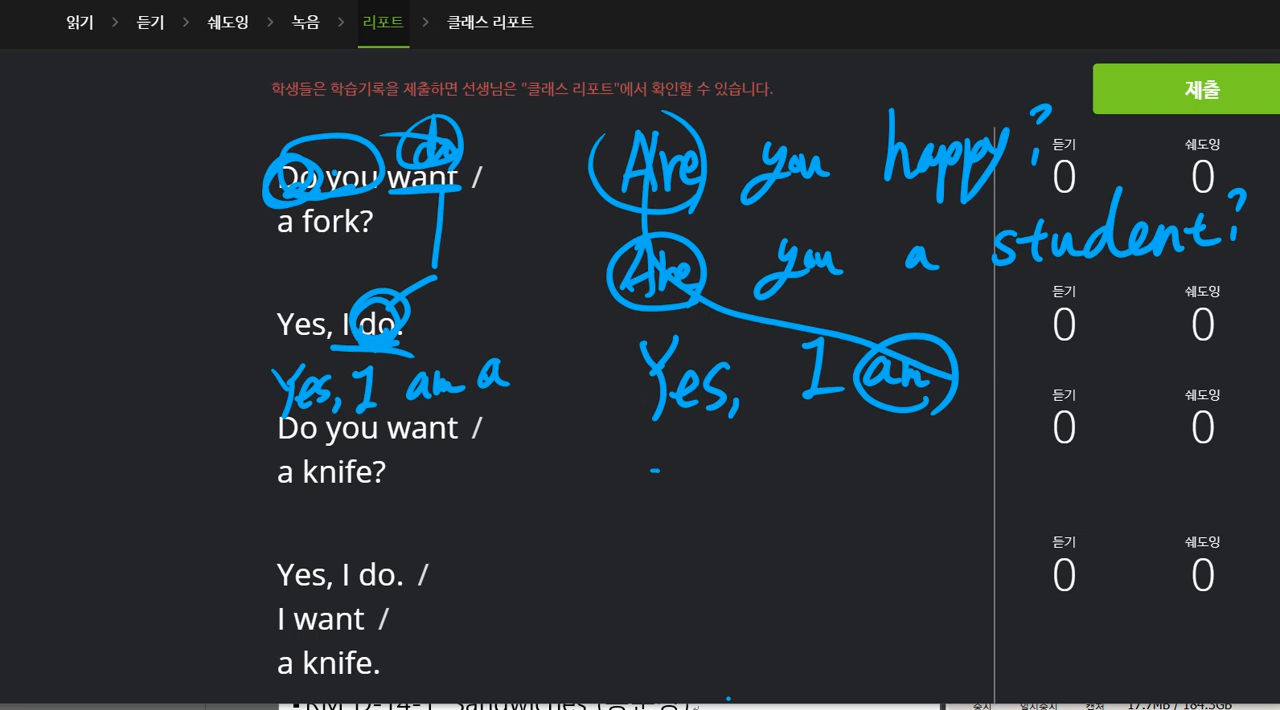 읽기 > 듣기 > 쉐도잉 > 녹음 > 리포트 > 클래스 리포트
학생들은 학습기록을 제출하면 선생님은 "클래스 리포트"에서 확인할 수 있습니다.
제출
do
Do you want /
a fork?
Are you happy?
듣기 쉐도잉
0 0
Are you a student?
Yes, I do.
듣기 쉐도잉
0 0
Yes, I am a
Yes, I am
Do you want /
a knife?
듣기 쉐도잉
0 0
Yes, I do. /
I want /
a knife.
듣기 쉐도잉
0 0